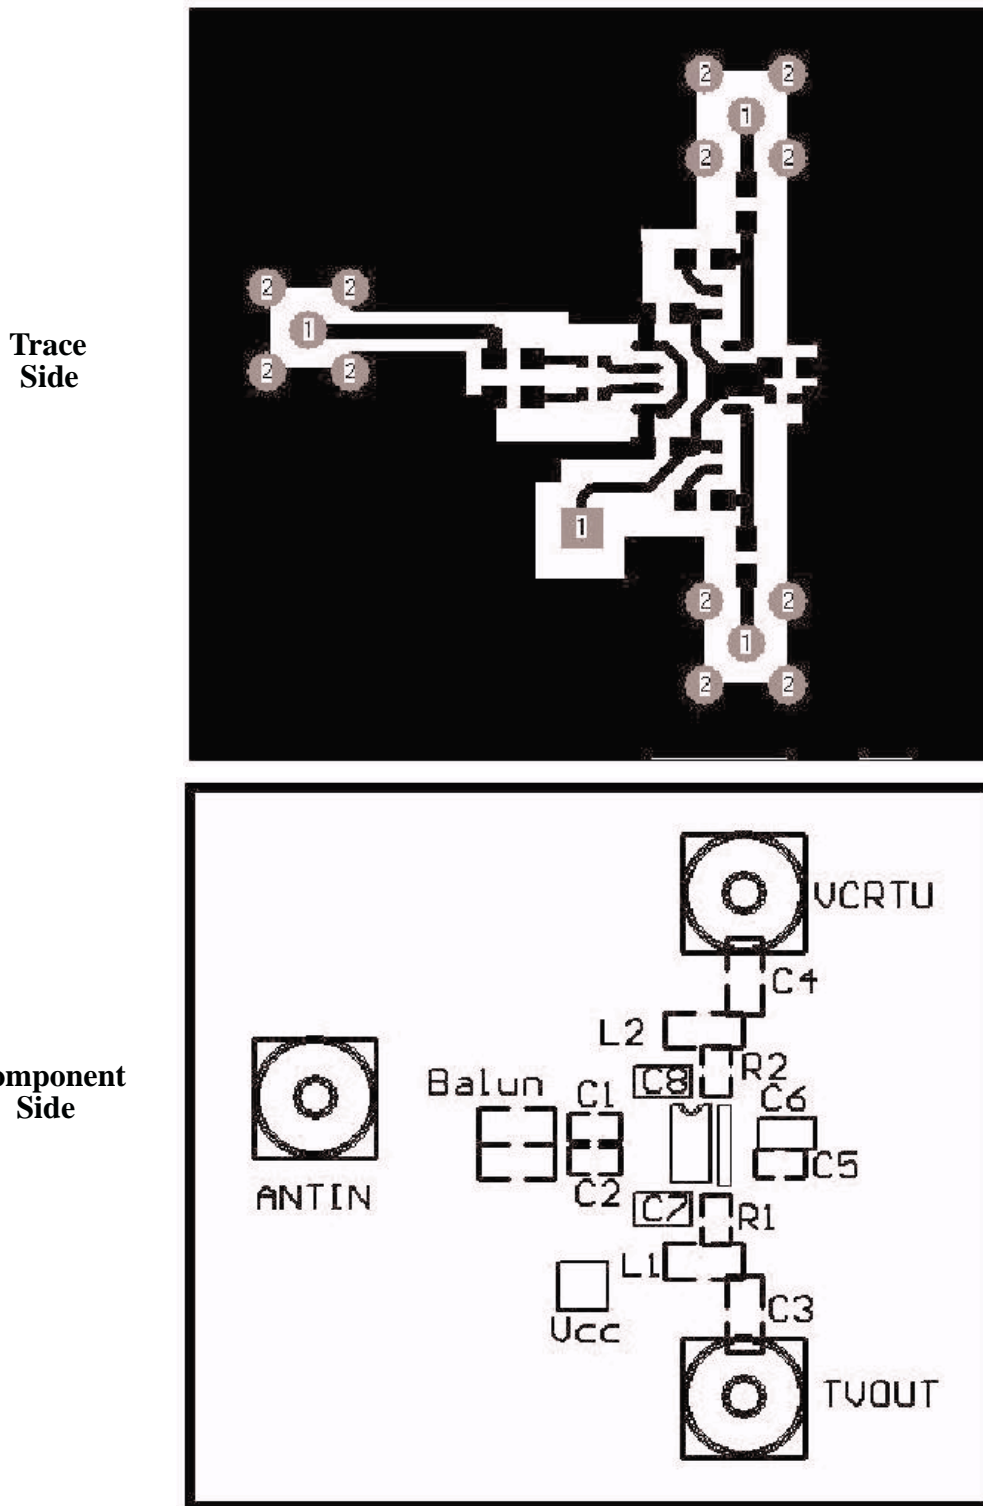 2 2
1
2 2
2 2
1
2 2
Trace
Side
1
2 2
1
2 2
VCRTU
C4
L2
R2
C8
Balun
C1
C6
C5
C2
C7
R1
L1
C3
Vcc
ANTIN
TVOUT
omponent
Side